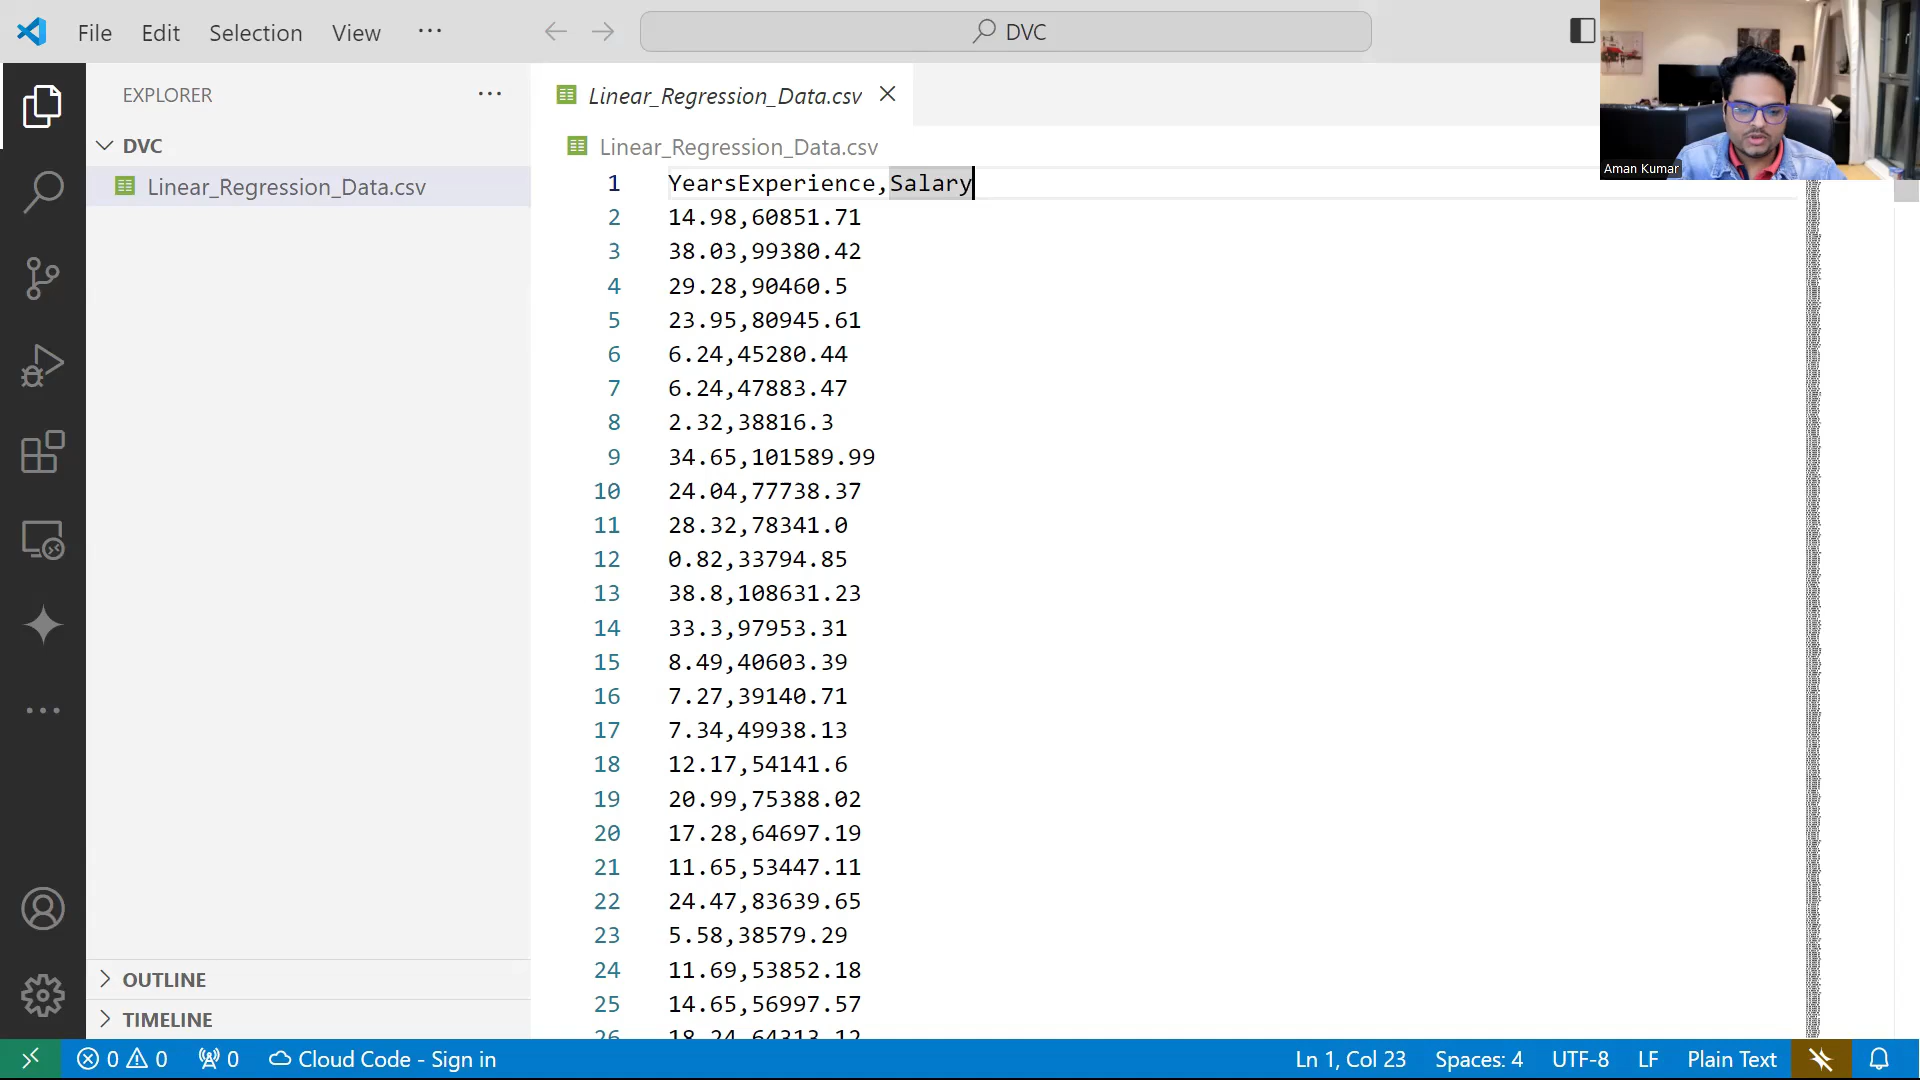 File Edit Selection View ···
DVC
Aman Kumar
EXPLORER ···
DVC
Linear_Regression_Data.csv
Linear_Regression_Data.csv
Linear_Regression_Data.csv
1 YearsExperience,Salary
2 14.98,60851.71
3 38.03,99380.42
4 29.28,90460.5
5 23.95,80945.61
6 6.24,45280.44
7 6.24,47883.47
8 2.32,38816.3
9 34.65,101589.99
10 24.04,77738.37
11 28.32,78341.0
12 0.82,33794.85
13 38.8,108631.23
14 33.3,97953.31
15 8.49,40603.39
16 7.27,39140.71
17 7.34,49938.13
18 12.17,54141.6
19 20.99,75388.02
20 17.28,64697.19
21 11.65,53447.11
22 24.47,83639.65
23 5.58,38579.29
24 11.69,53852.18
25 14.65,56997.57
26 18.24,64313.12
OUTLINE
TIMELINE
0 0 0 Cloud Code - Sign in Ln 1, Col 23 Spaces: 4 UTF-8 LF Plain Text